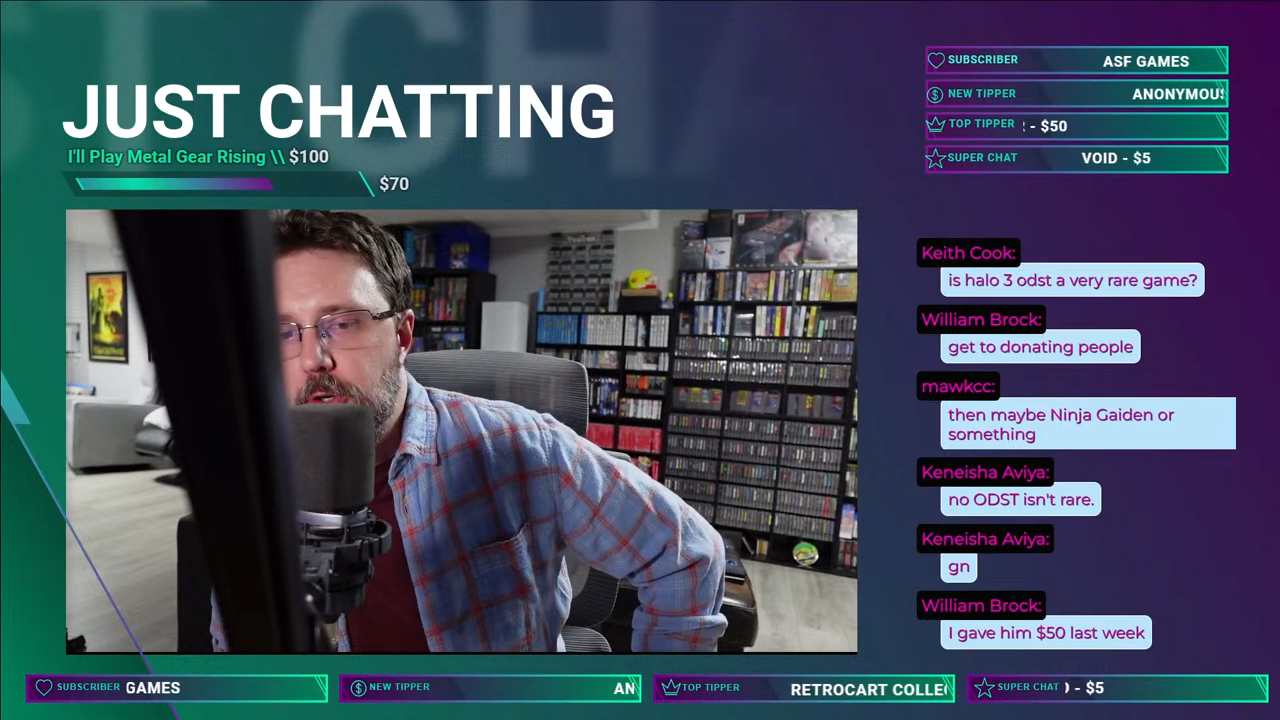 JUST CHATTING
I'll Play Metal Gear Rising \\ $100
$70
SUBSCRIBER ASF GAMES
NEW TIPPER ANONYMOUS
TOP TIPPER - $50
SUPER CHAT VOID - $5
Keith Cook:
is halo 3 odst a very rare game?
William Brock:
get to donating people
mawkcc:
then maybe Ninja Gaiden or
something
Keneisha Aviya:
no ODST isn't rare.
Keneisha Aviya:
gn
William Brock:
I gave him $50 last week
SUBSCRIBER GAMES
NEW TIPPER AN
TOP TIPPER RETROCART COLLE
SUPER CHAT - $5